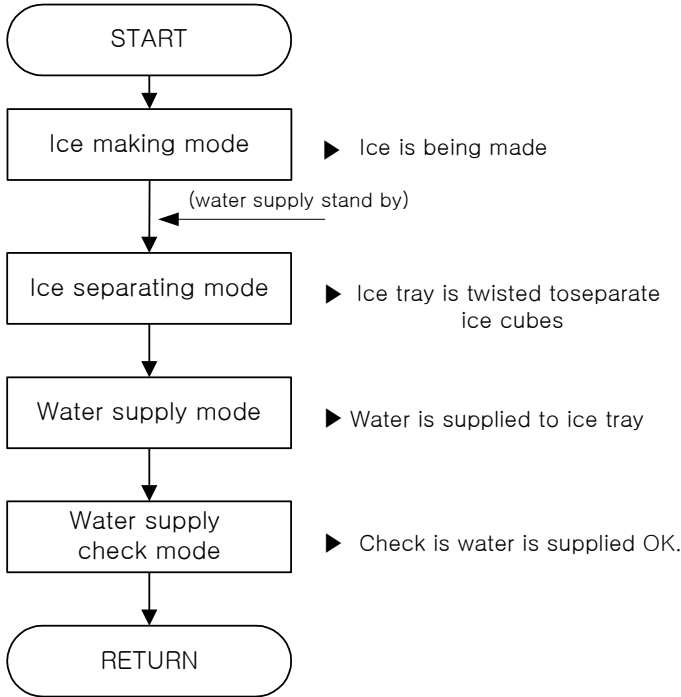 START
Ice making mode
▶ Ice is being made
(water supply stand by)
Ice separating mode
▶ Ice tray is twisted toseparate
ice cubes
Water supply mode
▶ Water is supplied to ice tray
Water supply
check mode
▶ Check is water is supplied OK.
RETURN